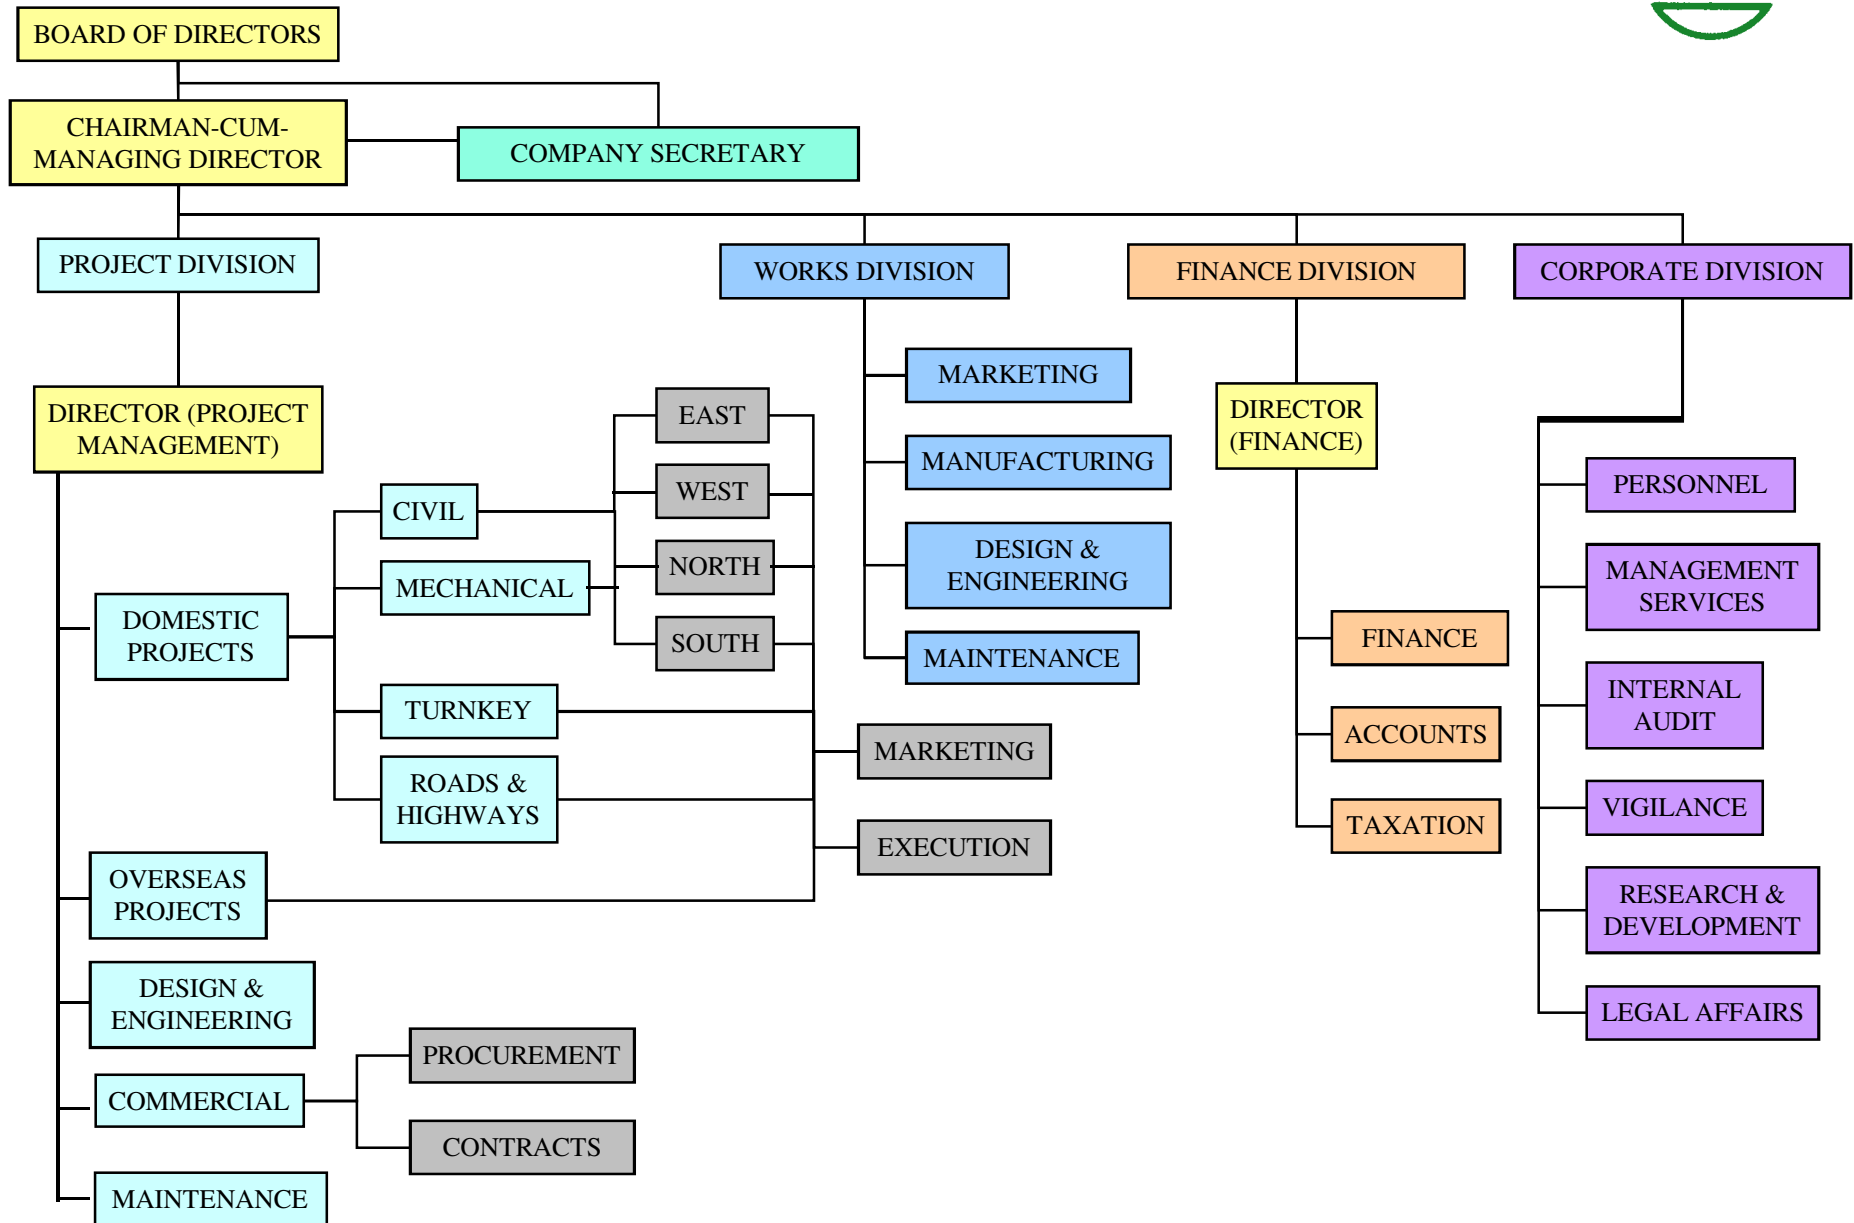 BOARD OF DIRECTORS
CHAIRMAN-CUM-
MANAGING DIRECTOR
COMPANY SECRETARY
PROJECT DIVISION
WORKS DIVISION
FINANCE DIVISION
CORPORATE DIVISION
DIRECTOR (PROJECT
MANAGEMENT)
DOMESTIC
PROJECTS
CIVIL
MECHANICAL
TURNKEY
ROADS &
HIGHWAYS
EAST
WEST
NORTH
SOUTH
MARKETING
EXECUTION
OVERSEAS
PROJECTS
DESIGN &
ENGINEERING
COMMERCIAL
PROCUREMENT
CONTRACTS
MAINTENANCE
MARKETING
MANUFACTURING
DESIGN &
ENGINEERING
MAINTENANCE
DIRECTOR
(FINANCE)
FINANCE
ACCOUNTS
TAXATION
PERSONNEL
MANAGEMENT
SERVICES
INTERNAL
AUDIT
VIGILANCE
RESEARCH &
DEVELOPMENT
LEGAL AFFAIRS